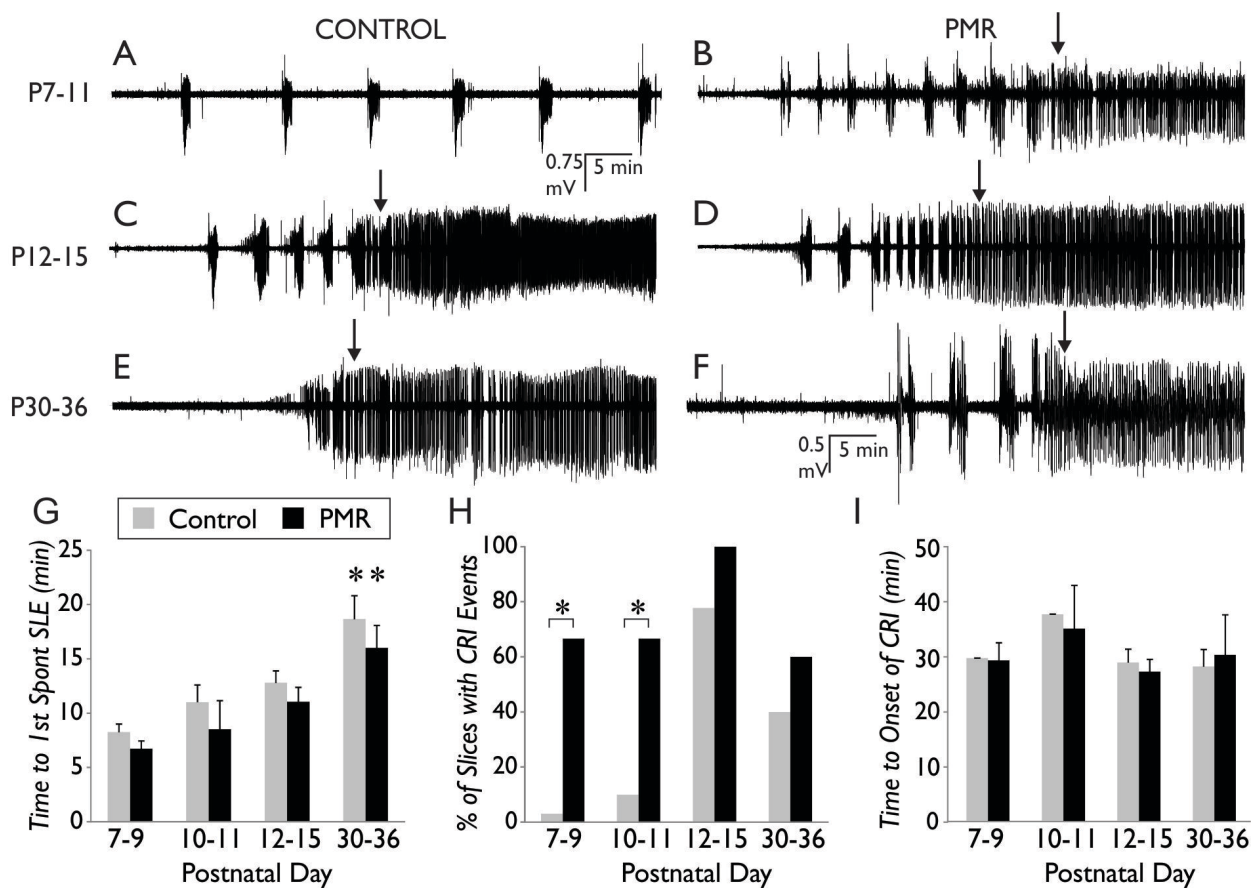 CONTROL
PMR
A
B
P7-11
0.75 mV
5 min
C
D
P12-15
E
F
P30-36
0.5 mV
5 min
G
Control
PMR
H
I
Time to 1st Spont SLE (min)
25
20
15
10
5
0
* *
7-9 10-11 12-15 30-36
Postnatal Day
% of Slices with CRI Events
100
80
60
40
20
0
* *
7-9 10-11 12-15 30-36
Postnatal Day
Time to Onset of CRI (min)
50
40
30
20
10
0
7-9 10-11 12-15 30-36
Postnatal Day